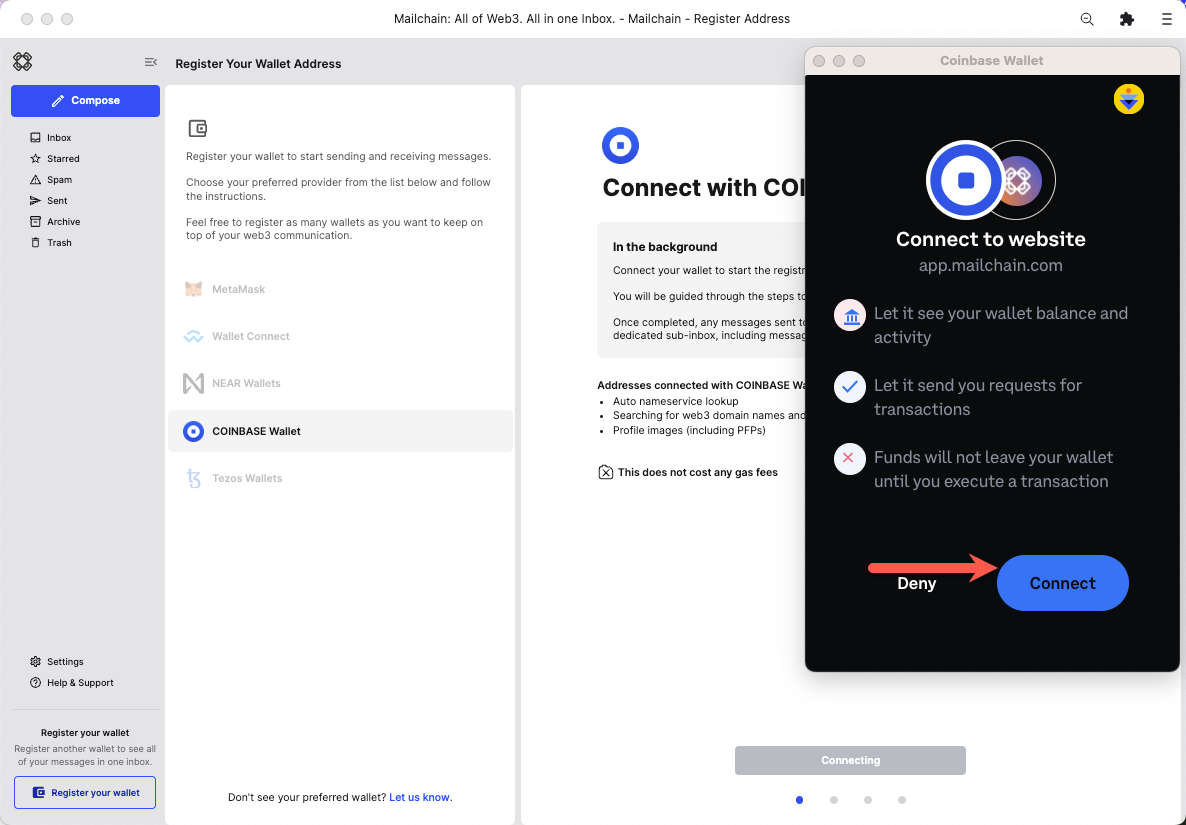 Mailchain: All of Web3. All in one Inbox. - Mailchain - Register Address
Compose
Inbox
Starred
Spam
Sent
Archive
Trash
Settings
Help & Support
Register your wallet
Register another wallet to see all
of your messages in one inbox.
Register your wallet
Register Your Wallet Address
Register your wallet to start sending and receiving messages.
Choose your preferred provider from the list below and follow
the instructions.
Feel free to register as many wallets as you want to keep on
top of your web3 communication.
MetaMask
Wallet Connect
NEAR Wallets
COINBASE Wallet
Tezos Wallets
Don't see your preferred wallet? Let us know.
Connect with COI
In the background
Connect your wallet to start the registr
You will be guided through the steps to
Once completed, any messages sent to
dedicated sub-inbox, including messag
Addresses connected with COINBASE Wa
• Auto nameservice lookup
• Searching for web3 domain names and
• Profile images (including PFPs)
This does not cost any gas fees
Connecting
Coinbase Wallet
Connect to website
app.mailchain.com
Let it see your wallet balance and
activity
Let it send you requests for
transactions
Funds will not leave your wallet
until you execute a transaction
Deny
Connect